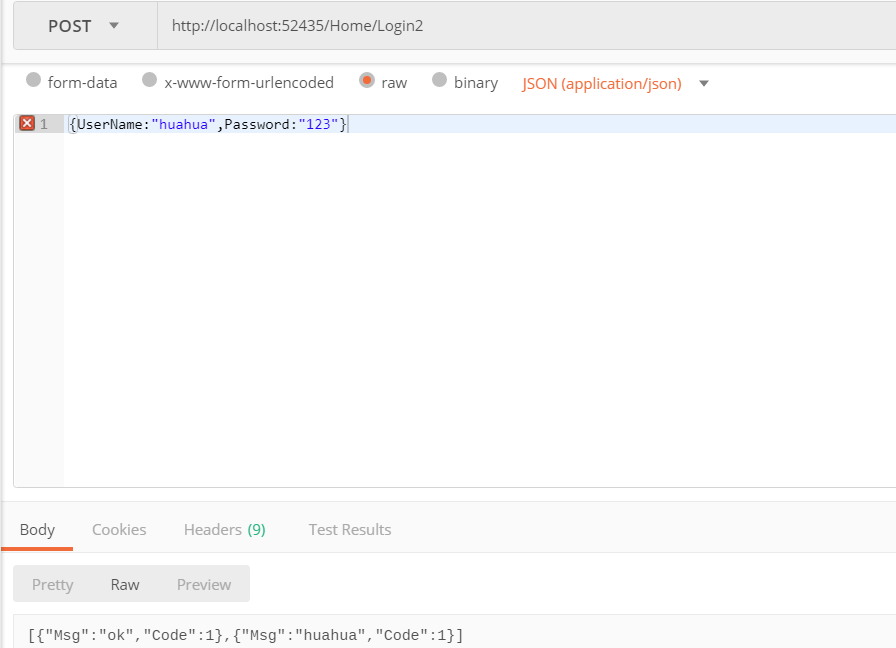 POST http://localhost:52435/Home/Login2
form-data x-www-form-urlencoded raw binary JSON (application/json)
1 {UserName:"huahua",Password:"123"}
Body Cookies Headers (9) Test Results
Pretty Raw Preview
[{"Msg":"ok","Code":1},{"Msg":"huahua","Code":1}]